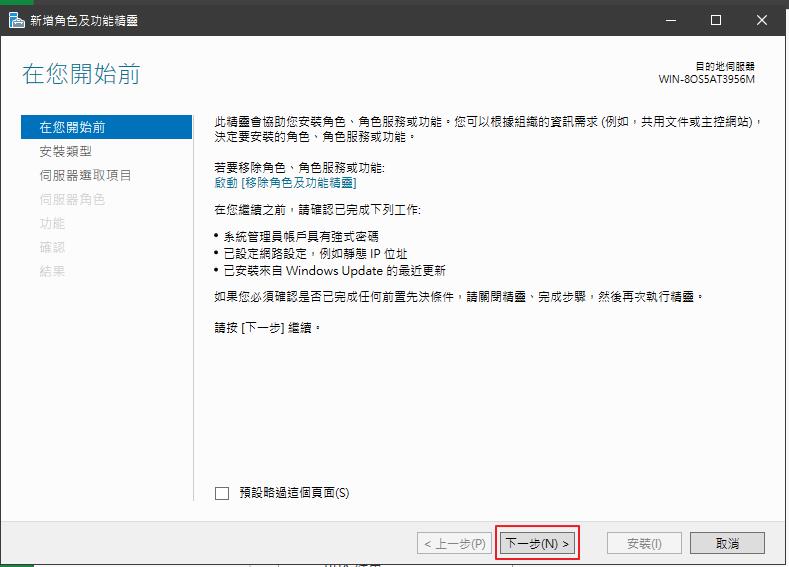 新增角色及功能精靈
在您開始前
目的地伺服器
WIN-8OS5AT3956M
在您開始前
安裝類型
伺服器選取項目
伺服器角色
功能
確認
結果
此精靈會協助您安裝角色、角色服務或功能。您可以根據組織的資訊需求 (例如，共用文件或主控網站)，
決定要安裝的角色、角色服務或功能。
若要移除角色、角色服務或功能:
啟動 [移除角色及功能精靈]
在您繼續之前，請確認已完成下列工作:
• 系統管理員帳戶具有強式密碼
• 已設定網路設定，例如靜態 IP 位址
• 已安裝來自 Windows Update 的最近更新
如果您必須確認是否已完成任何前置先決條件，請關閉精靈、完成步驟，然後再次執行精靈。
請按 [下一步] 繼續。
預設略過這個頁面(S)
< 上一步(P)
下一步(N) >
安裝(I)
取消